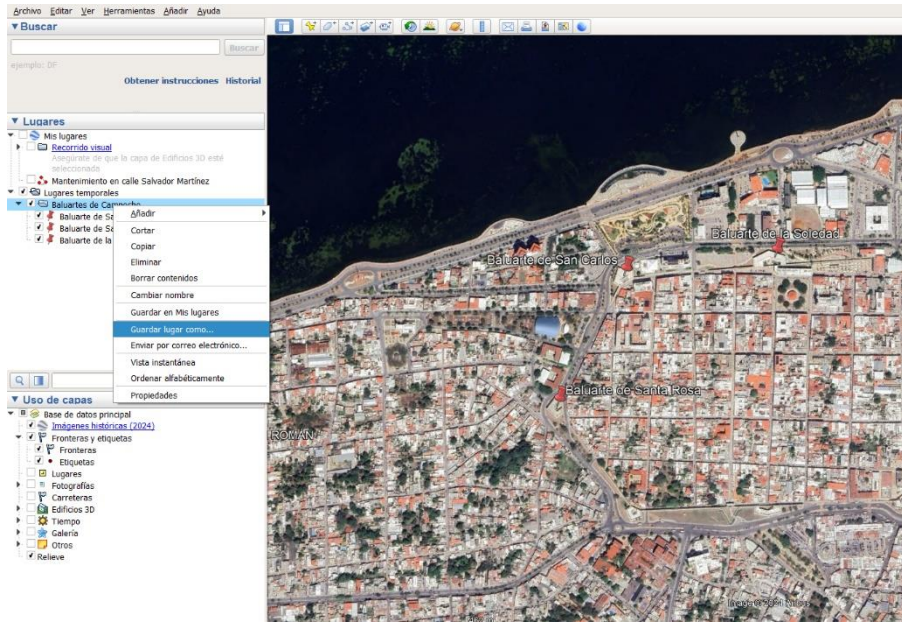 Archivo Editar Ver Herramientas Añadir Ayuda
Buscar
Buscar
ejemplo: DF
Obtener instrucciones Historial
Lugares
Mis lugares
Recorrido visual
Asegúrate de que la capa de Edificios 3D esté
seleccionada
Mantenimiento en calle Salvador Martínez
Lugares temporales
Baluartes de Campeche
Baluarte de Sa
Baluarte de Sa
Baluarte de la
Añadir
Cortar
Copiar
Eliminar
Borrar contenidos
Cambiar nombre
Guardar en Mis lugares
Guardar lugar como...
Enviar por correo electrónico...
Vista instantánea
Ordenar alfabéticamente
Propiedades
Uso de capas
Base de datos principal
Imágenes históricas (2024)
Fronteras y etiquetas
Fronteras
Etiquetas
Lugares
Fotografías
Carreteras
Edificios 3D
Tiempo
Galería
Otros
Relieve
Baluarte de la Soledad
Baluarte de San Carlos
Baluarte de Santa Rosa
ROMÁN
Image © 2024 Airbus